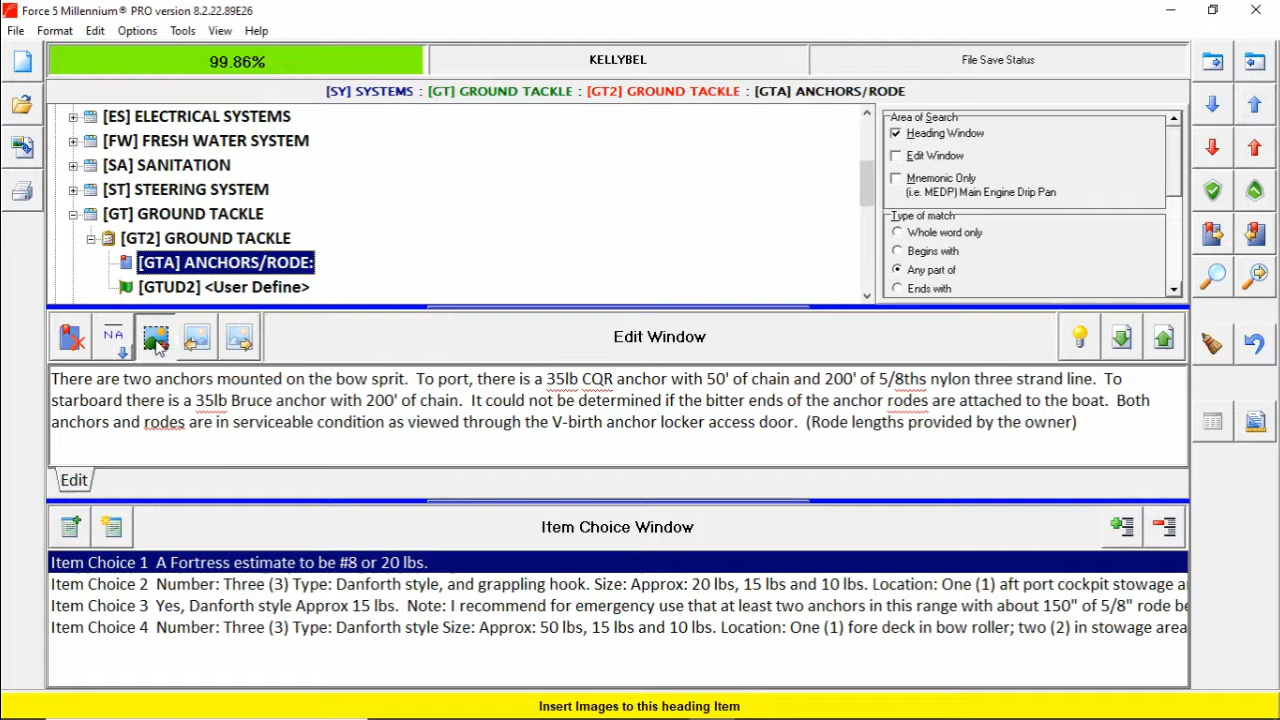 Force 5 Millennium® PRO version 8.2.22.89E26
File Format Edit Options Tools View Help
99.86% KELLYBEL File Save Status
[SY] SYSTEMS : [GT] GROUND TACKLE : [GT2] GROUND TACKLE : [GTA] ANCHORS/RODE
[ES] ELECTRICAL SYSTEMS
[FW] FRESH WATER SYSTEM
[SA] SANITATION
[ST] STEERING SYSTEM
[GT] GROUND TACKLE
[GT2] GROUND TACKLE
[GTA] ANCHORS/RODE:
[GTUD2] <User Define>
Area of Search
Heading Window
Edit Window
Mnemonic Only
(i.e. MEDP) Main Engine Drip Pan
Type of match
Whole word only
Begins with
Any part of
Ends with
NA
Edit Window
There are two anchors mounted on the bow sprit. To port, there is a 35lb CQR anchor with 50' of chain and 200' of 5/8ths nylon three strand line. To
starboard there is a 35lb Bruce anchor with 200' of chain. It could not be determined if the bitter ends of the anchor rodes are attached to the boat. Both
anchors and rodes are in serviceable condition as viewed through the V-birth anchor locker access door. (Rode lengths provided by the owner)
Edit
Item Choice Window
Item Choice 1 A Fortress estimate to be #8 or 20 lbs.
Item Choice 2 Number: Three (3) Type: Danforth style, and grappling hook. Size: Approx: 20 lbs, 15 lbs and 10 lbs. Location: One (1) aft port cockpit stowage
Item Choice 3 Yes, Danforth style Approx 15 lbs. Note: I recommend for emergency use that at least two anchors in this range with about 150" of 5/8" rode be
Item Choice 4 Number: Three (3) Type: Danforth style Size: Approx: 50 lbs, 15 lbs and 10 lbs. Location: One (1) fore deck in bow roller; two (2) in stowage area
Insert Images to this heading Item